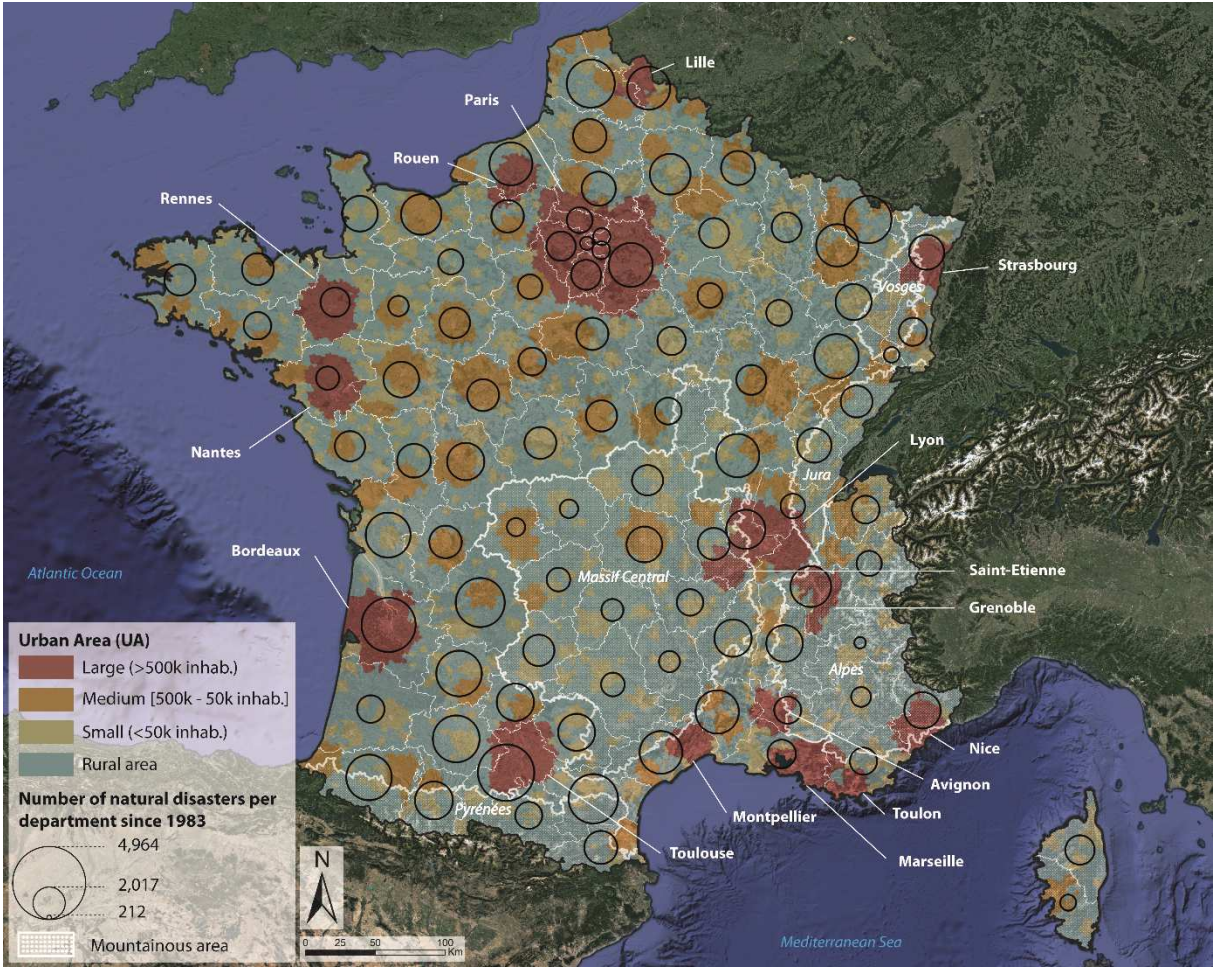 Lille
Paris
Rouen
Rennes
Strasbourg
Vosges
Nantes
Lyon
Jura
Bordeaux
Atlantic Ocean
Massif Central
Saint-Etienne
Grenoble
Alpes
Nice
Avignon
Pyrénées
Montpellier
Toulon
Toulouse
Marseille
Mediterranean Sea
Urban Area (UA)
Large (>500k inhab.)
Medium [500k - 50k inhab.]
Small (<50k inhab.)
Rural area
Number of natural disasters per
department since 1983
4,964
2,017
212
Mountainous area
N
0 25 50 100
Km